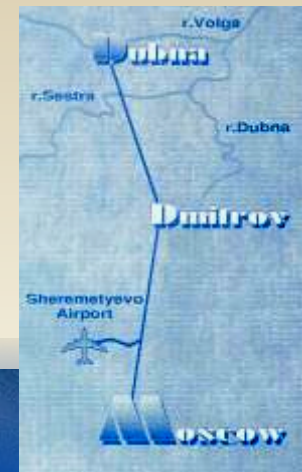 r.Volga
Dubna
r.Sestra
r.Dubna
Dmitrov
Sheremetyevo
Airport
Moscow